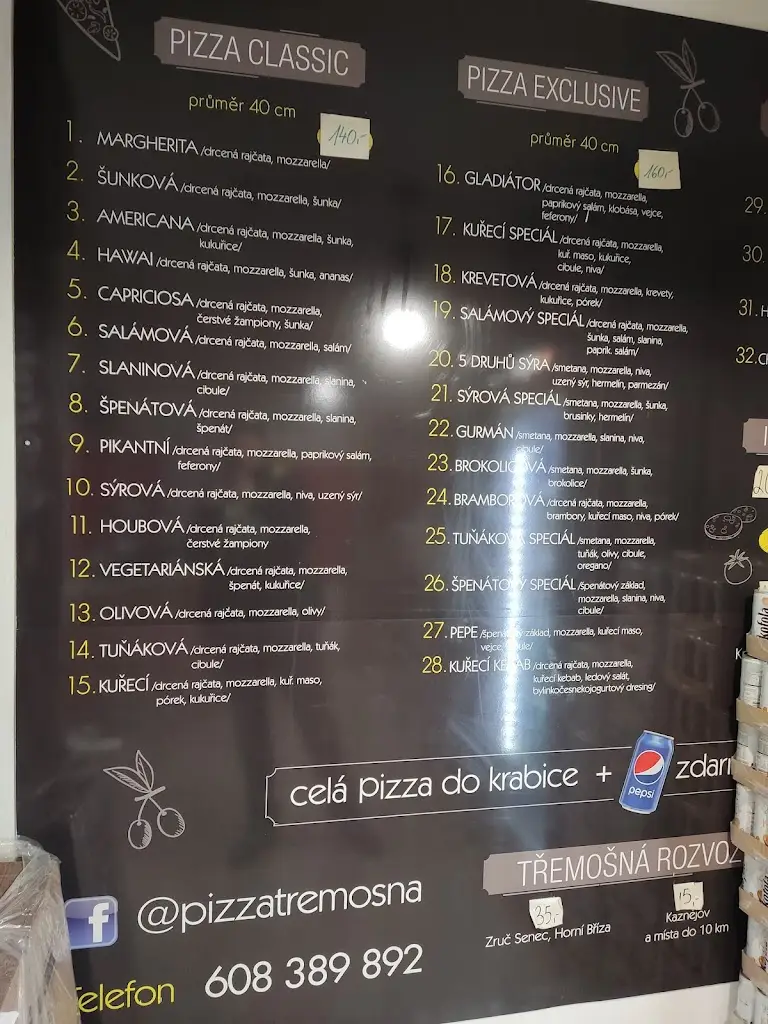 PIZZA CLASSIC
průměr 40 cm
140,-
1. MARGHERITA /drcená rajčata, mozzarella/
2. ŠUNKOVÁ /drcená rajčata, mozzarella, šunka/
3. AMERICANA /drcená rajčata, mozzarella, šunka,
kukuřice/
4. HAWAI /drcená rajčata, mozzarella, šunka, ananas/
5. CAPRICIOSA /drcená rajčata, mozzarella,
čerstvé žampiony, šunka/
6. SALÁMOVÁ /drcená rajčata, mozzarella, salám/
7. SLANINOVÁ /drcená rajčata, mozzarella, slanina,
cibule/
8. ŠPENÁTOVÁ /drcená rajčata, mozzarella, slanina,
špenát/
9. PIKANTNÍ /drcená rajčata, mozzarella, paprikový salám,
feferony/
10. SÝROVÁ /drcená rajčata, mozzarella, niva, uzený sýr/
11. HOUBOVÁ /drcená rajčata, mozzarella,
čerstvé žampiony
12. VEGETARIÁNSKÁ /drcená rajčata, mozzarella,
špenát, kukuřice/
13. OLIVOVÁ /drcená rajčata, mozzarella, olivy/
14. TUŇÁKOVÁ /drcená rajčata, mozzarella, tuňák,
cibule/
15. KUŘECÍ /drcená rajčata, mozzarella, kuř. maso,
pórek, kukuřice/
PIZZA EXCLUSIVE
průměr 40 cm
160,-
16. GLADIÁTOR /drcená rajčata, mozzarella,
paprikový salám, klobása, vejce,
feferony/
17. KUŘECÍ SPECIÁL /drcená rajčata, mozzarella,
kuř. maso, kukuřice,
cibule, niva/
18. KREVETOVÁ /drcená rajčata, mozzarella, krevety,
kukuřice, pórek/
19. SALÁMOVÝ SPECIÁL /drcená rajčata, mozzarella,
šunka, salám, slanina,
paprik. salám/
20. 5 DRUHŮ SÝRA /smetana, mozzarella, niva,
uzený sýr, hermelín, parmezán/
21. SÝROVÁ SPECIÁL /smetana, mozzarella, šunka,
brusinky, hermelín/
22. GURMÁN /smetana, mozzarella, slanina, niva,
cibule/
23. BROKOLICOVÁ /smetana, mozzarella, šunka,
brokolice/
24. BRAMBOROVÁ /drcená rajčata, mozzarella,
brambory, kuřecí maso, niva, pórek/
25. TUŇÁKOVÁ SPECIÁL /smetana, mozzarella,
tuňák, olivy, cibule,
oregano/
26. ŠPENÁTOVÝ SPECIÁL /špenátový základ,
mozzarella, slanina, niva,
cibule/
27. PEPE /špenátový základ, mozzarella, kuřecí maso,
vejce, cibule/
28. KUŘECÍ KEBAB /drcená rajčata, mozzarella,
kuřecí kebab, ledový salát,
bylinkočesnekojogurtový dresing/
29.
30.
31. H
32. C
celá pizza do krabice + pepsi zdar
TŘEMOŠNÁ ROZVOZ
35,-
Zruč Senec, Horní Bříza
15,-
Kaznějov
a místa do 10 km
f @pizzatremosna
Telefon 608 389 892